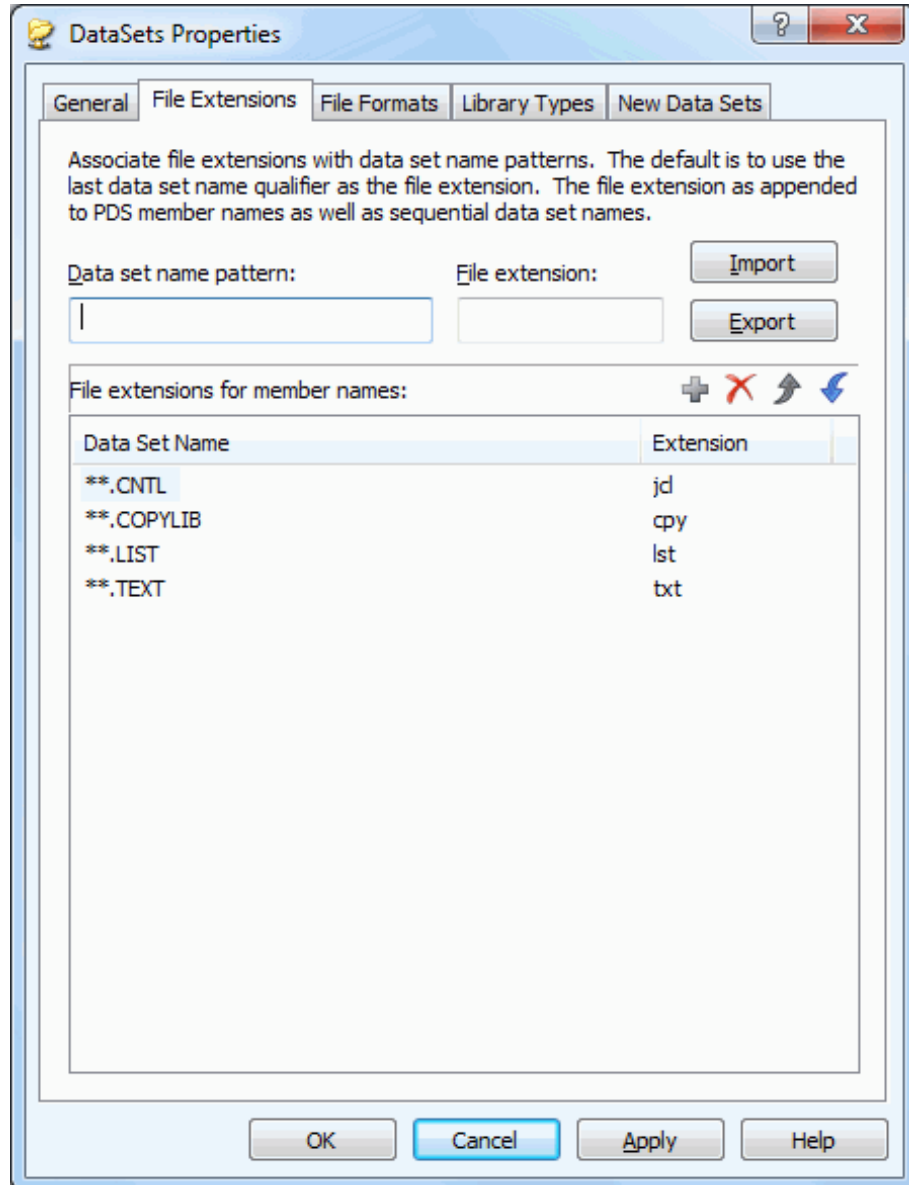 DataSets Properties
General File Extensions File Formats Library Types New Data Sets
Associate file extensions with data set name patterns. The default is to use the
last data set name qualifier as the file extension. The file extension as appended
to PDS member names as well as sequential data set names.
Data set name pattern: File extension: Import
Export
File extensions for member names:
Data Set Name Extension
**.CNTL jcl
**.COPYLIB cpy
**.LIST lst
**.TEXT txt
OK Cancel Apply Help